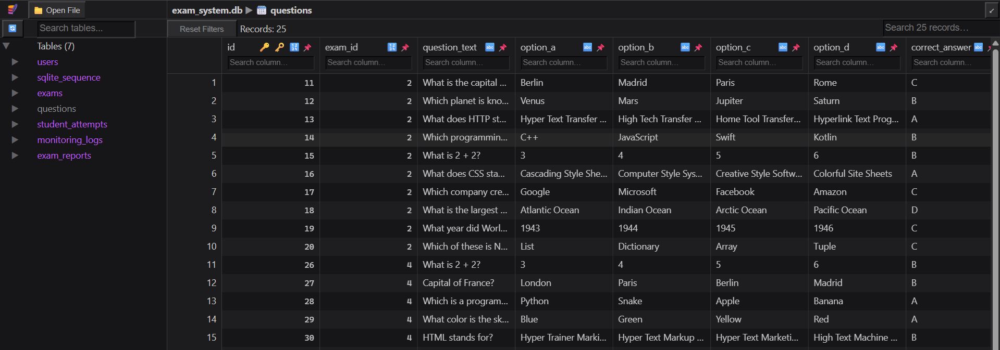 Open File
exam_system.db ▶ questions
Search tables...
Reset Filters Records: 25 Search 25 records...
Tables (7)
users
sqlite_sequence
exams
questions
student_attempts
monitoring_logs
exam_reports
id exam_id question_text option_a option_b option_c option_d correct_answer
Search column... Search column... Search column... Search column... Search column... Search column... Search column... Search column...
1 11 2 What is the capital ... Berlin Madrid Paris Rome C
2 12 2 Which planet is kno... Venus Mars Jupiter Saturn B
3 13 2 What does HTTP st... Hyper Text Transfer ... High Tech Transfer ... Home Tool Transfer... Hyperlink Text Prog... A
4 14 2 Which programmin... C++ JavaScript Swift Kotlin B
5 15 2 What is 2 + 2? 3 4 5 6 B
6 16 2 What does CSS sta... Cascading Style She... Computer Style Sys... Creative Style Softw... Colorful Site Sheets A
7 17 2 Which company cre... Google Microsoft Facebook Amazon C
8 18 2 What is the largest ... Atlantic Ocean Indian Ocean Arctic Ocean Pacific Ocean D
9 19 2 What year did Worl... 1943 1944 1945 1946 C
10 20 2 Which of these is N... List Dictionary Array Tuple C
11 26 4 What is 2 + 2? 3 4 5 6 B
12 27 4 Capital of France? London Paris Berlin Madrid B
13 28 4 Which is a program... Python Snake Apple Banana A
14 29 4 What color is the sk... Blue Green Yellow Red A
15 30 4 HTML stands for? Hyper Trainer Marki... Hyper Text Markup ... Hyper Text Marketi... High Text Machine ... B